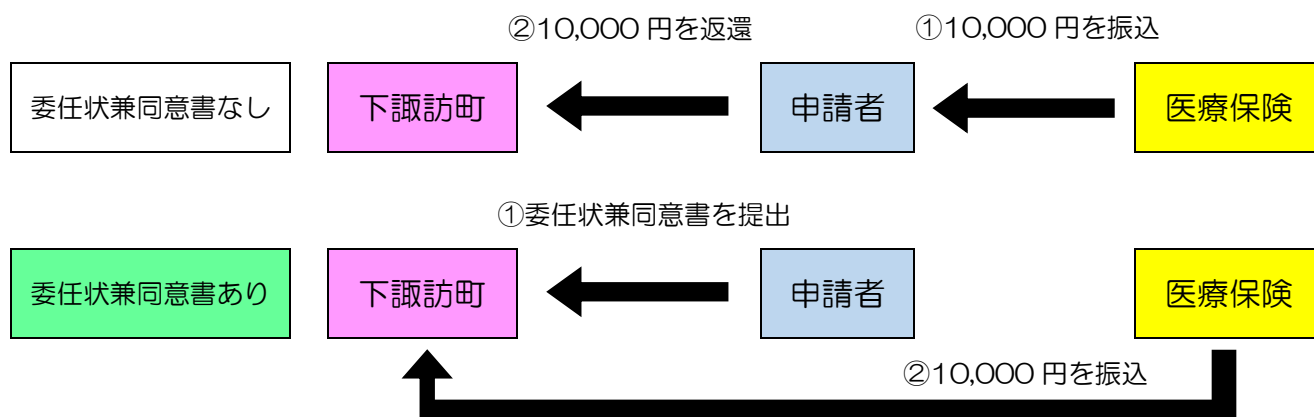 ②10,000 円を返還 ①10,000 円を振込
委任状兼同意書なし 下諏訪町 申請者 医療保険
①委任状兼同意書を提出
委任状兼同意書あり 下諏訪町 申請者 医療保険
②10,000 円を振込